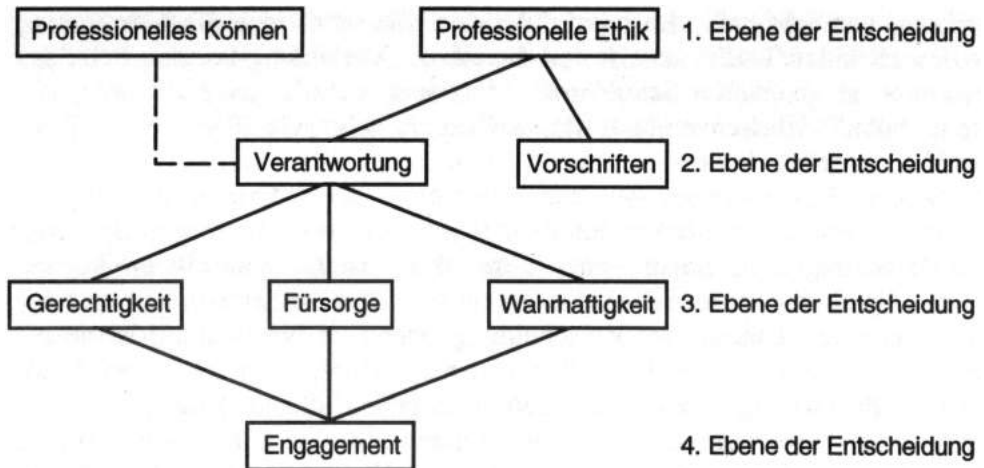 Professionelles Können Professionelle Ethik 1. Ebene der Entscheidung
Verantwortung Vorschriften 2. Ebene der Entscheidung
Gerechtigkeit Fürsorge Wahrhaftigkeit 3. Ebene der Entscheidung
Engagement 4. Ebene der Entscheidung